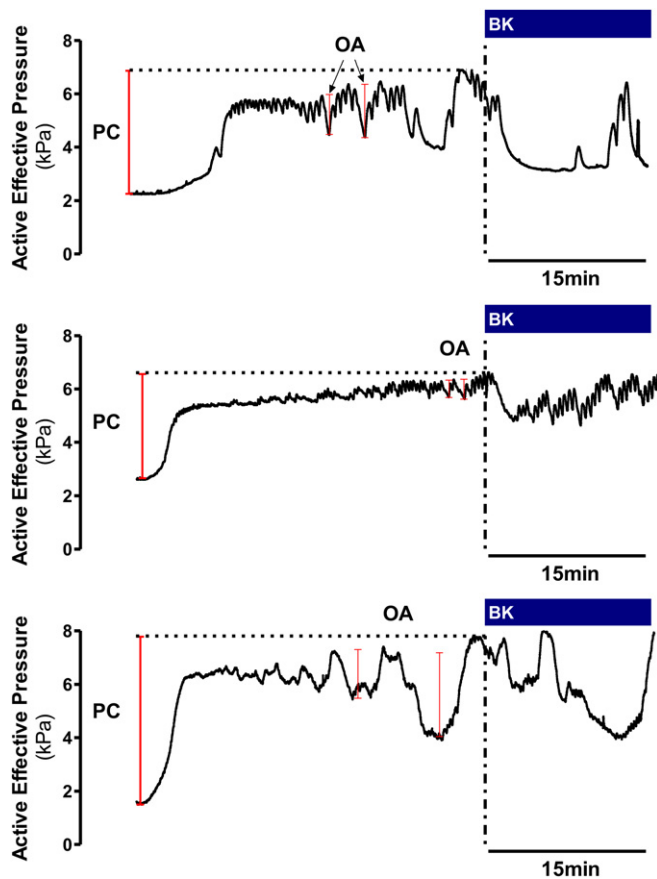 BK
8
OA
6
PC
4
2
0
Active Effective Pressure
(kPa)
15min
BK
8
OA
6
PC
4
2
0
Active Effective Pressure
(kPa)
15min
BK
8
OA
6
PC
4
2
0
Active Effective Pressure
(kPa)
15min